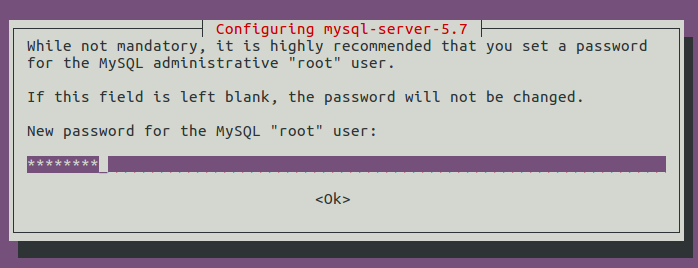 Configuring mysql-server-5.7
While not mandatory, it is highly recommended that you set a password
for the MySQL administrative "root" user.
If this field is left blank, the password will not be changed.
New password for the MySQL "root" user:
********_
<Ok>